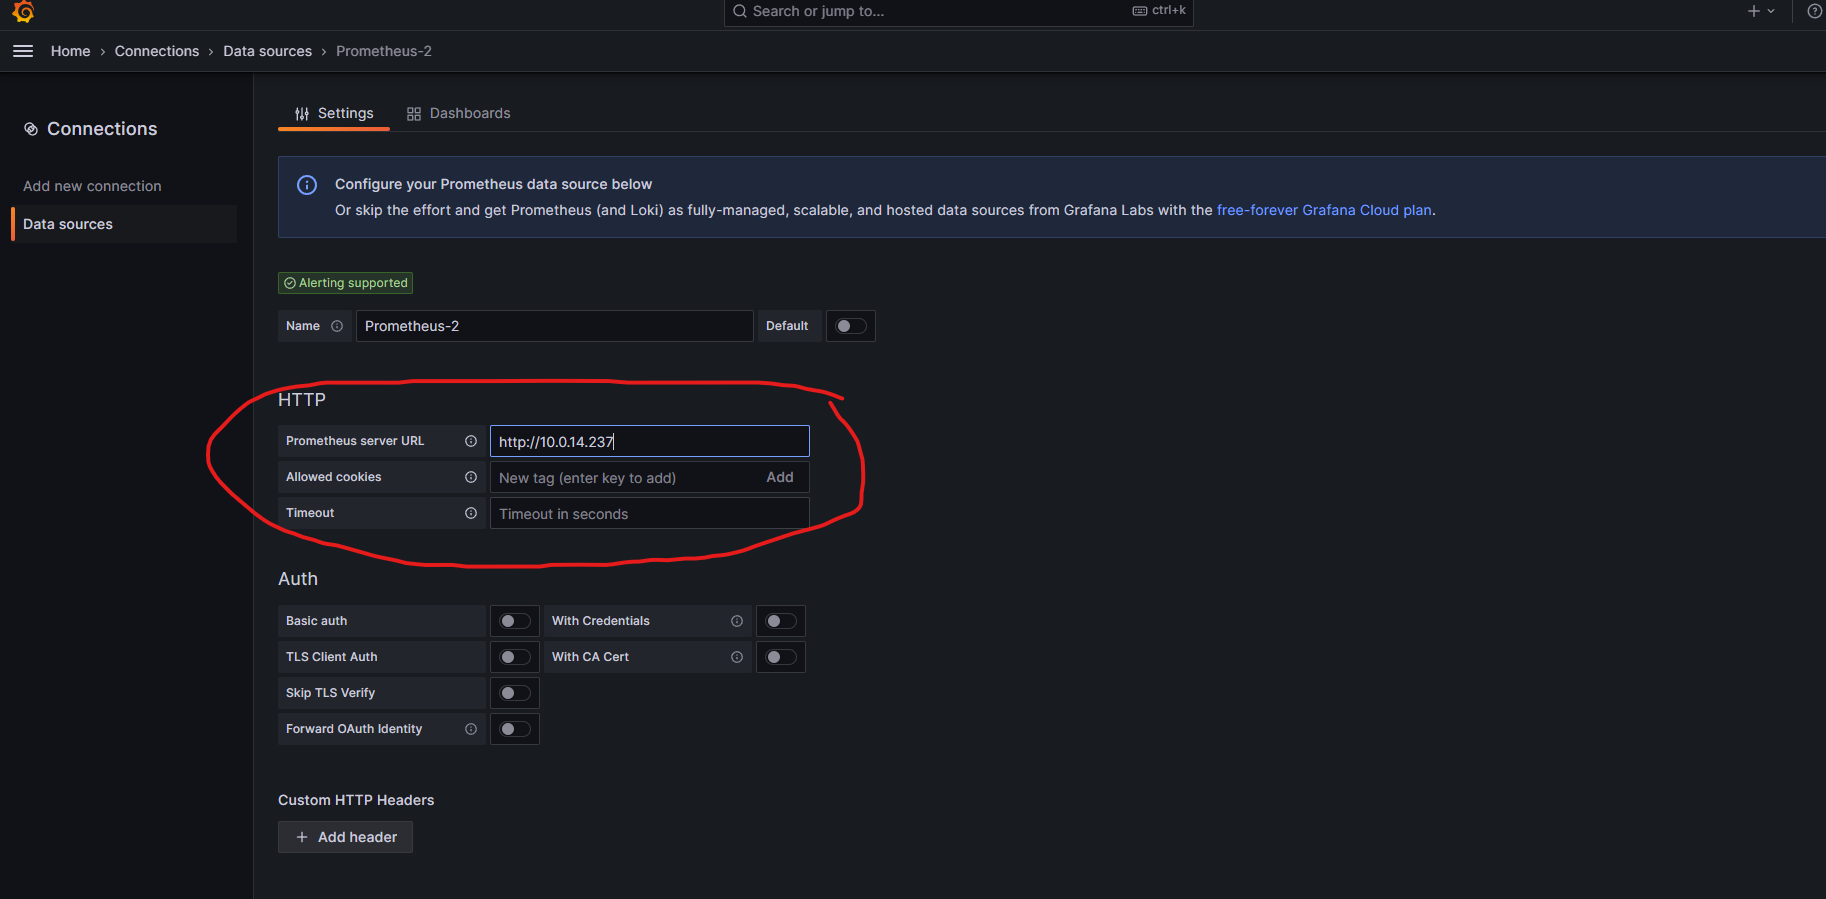 Search or jump to... ctrl+k
Home › Connections › Data sources › Prometheus-2
Connections
Add new connection
Data sources
Settings Dashboards
Configure your Prometheus data source below
Or skip the effort and get Prometheus (and Loki) as fully-managed, scalable, and hosted data sources from Grafana Labs with the free-forever Grafana Cloud plan.
Alerting supported
Name Prometheus-2 Default
HTTP
Prometheus server URL http://10.0.14.237
Allowed cookies New tag (enter key to add) Add
Timeout Timeout in seconds
Auth
Basic auth With Credentials
TLS Client Auth With CA Cert
Skip TLS Verify
Forward OAuth Identity
Custom HTTP Headers
+ Add header